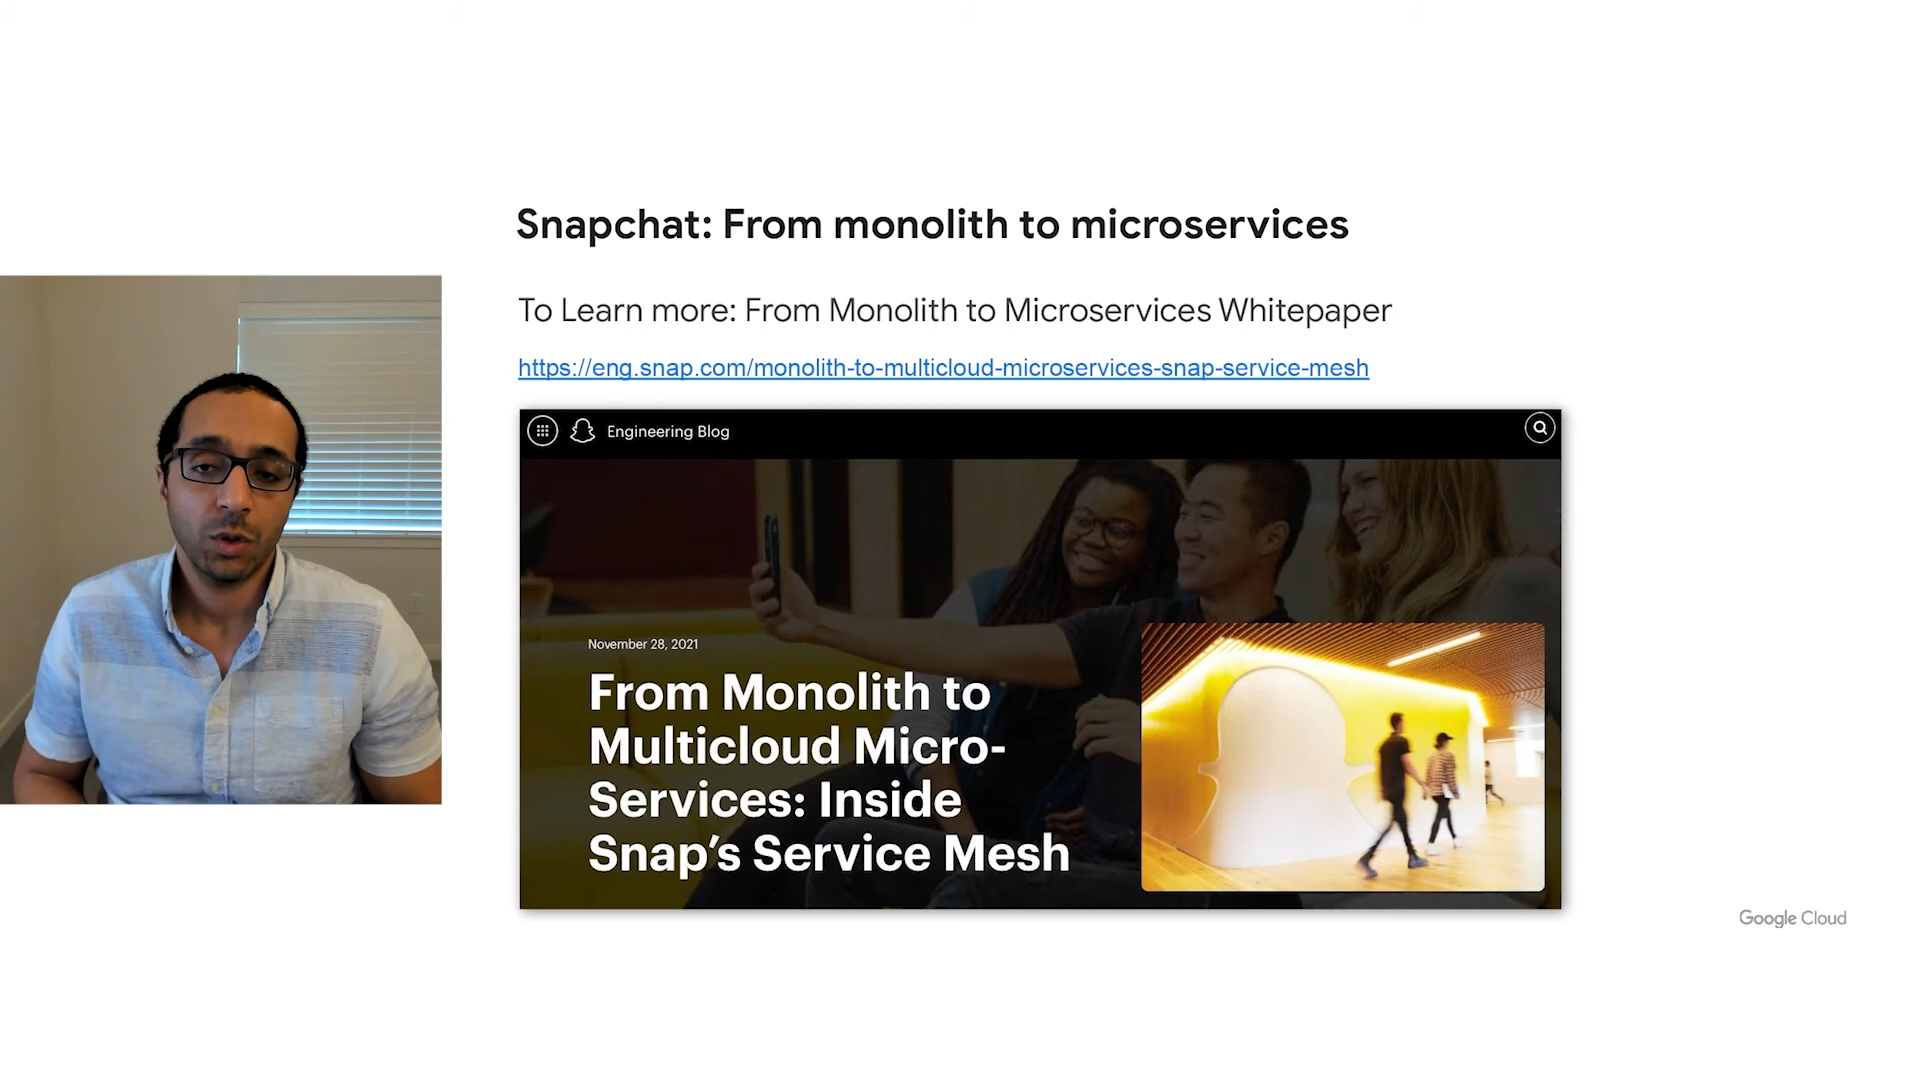 Snapchat: From monolith to microservices
To Learn more: From Monolith to Microservices Whitepaper
https://eng.snap.com/monolith-to-multicloud-microservices-snap-service-mesh
Engineering Blog
November 28, 2021
From Monolith to
Multicloud Micro-
Services: Inside
Snap’s Service Mesh
Google Cloud